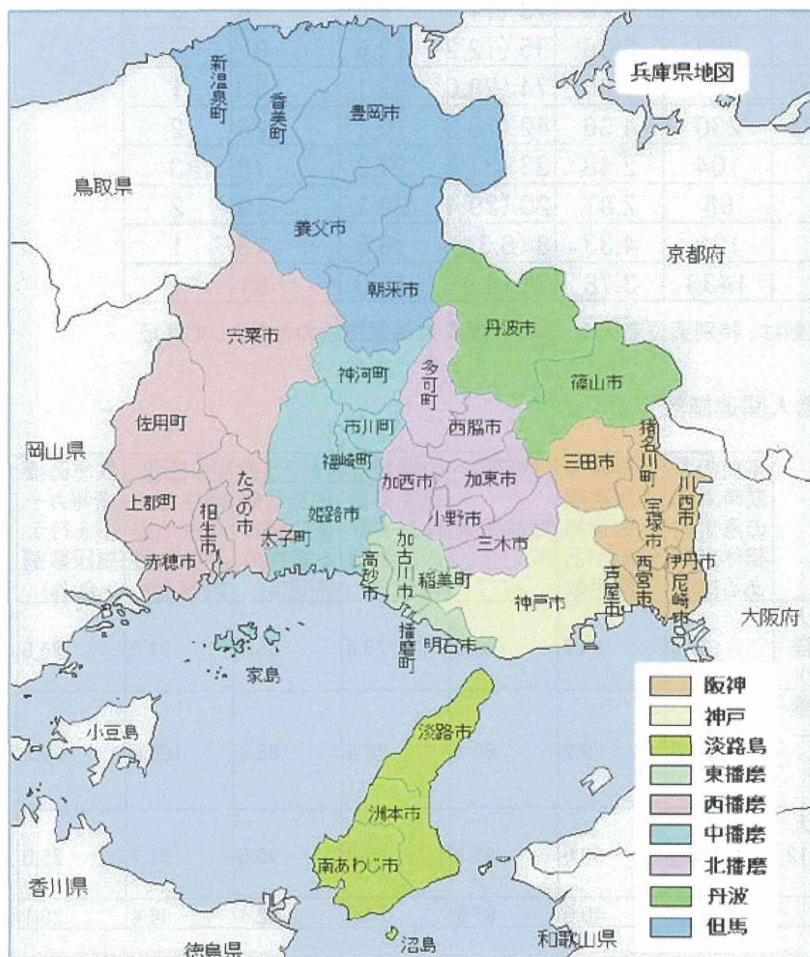 兵庫県地図
新温泉町
香美町
豊岡市
鳥取県
養父市
京都府
朝来市
宍粟市
丹波市
神河町
多可町
篠山市
佐用町
市川町
西脇市
猪名川町
岡山県
福崎町
加西市
加東市
三田市
川西市
たつの市
上郡町
相生市
姫路市
小野市
宝塚市
太子町
加古川市
三木市
伊丹市
赤穂市
高砂市
稲美町
神戸市
芦屋市
西宮市
尼崎市
播磨町
明石市
大阪府
家島
小豆島
淡路市
洲本市
南あわじ市
香川県
徳島県
沼島
和歌山県
阪神
神戸
淡路島
東播磨
西播磨
中播磨
北播磨
丹波
但馬